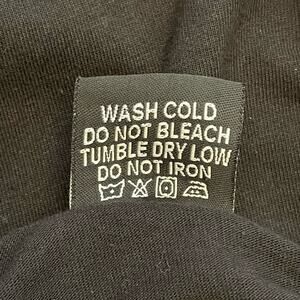 WASH COLD
DO NOT BLEACH
TUMBLE DRY LOW
DO NOT IRON